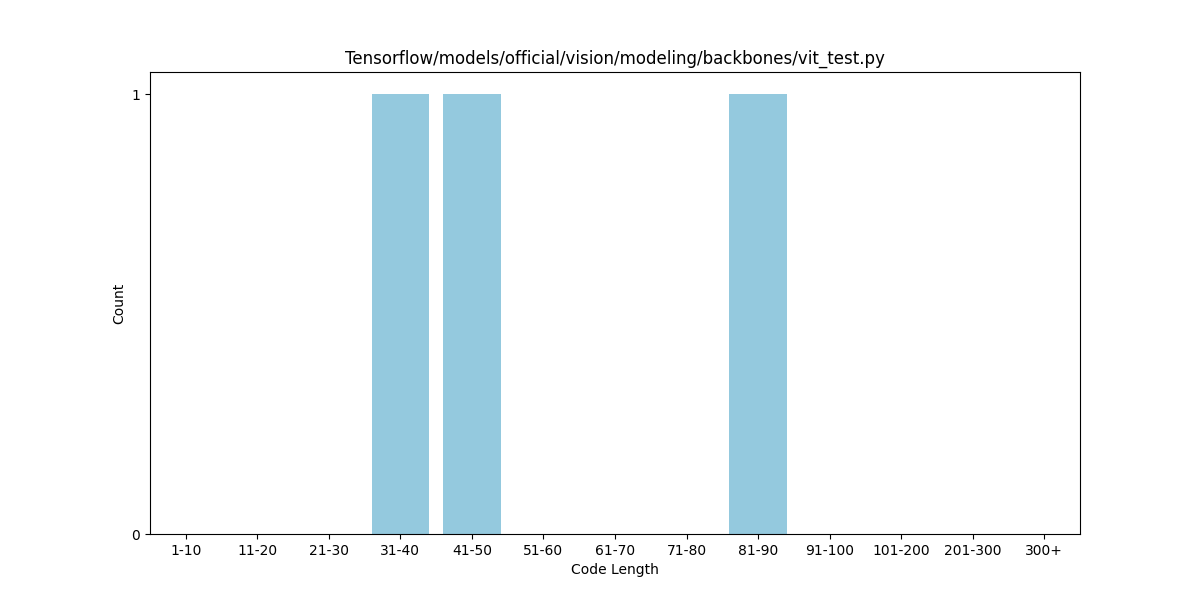 Tensorflow/models/official/vision/modeling/backbones/vit_test.py
1
Count
0
1-10 11-20 21-30 31-40 41-50 51-60 61-70 71-80 81-90 91-100 101-200 201-300 300+
Code Length